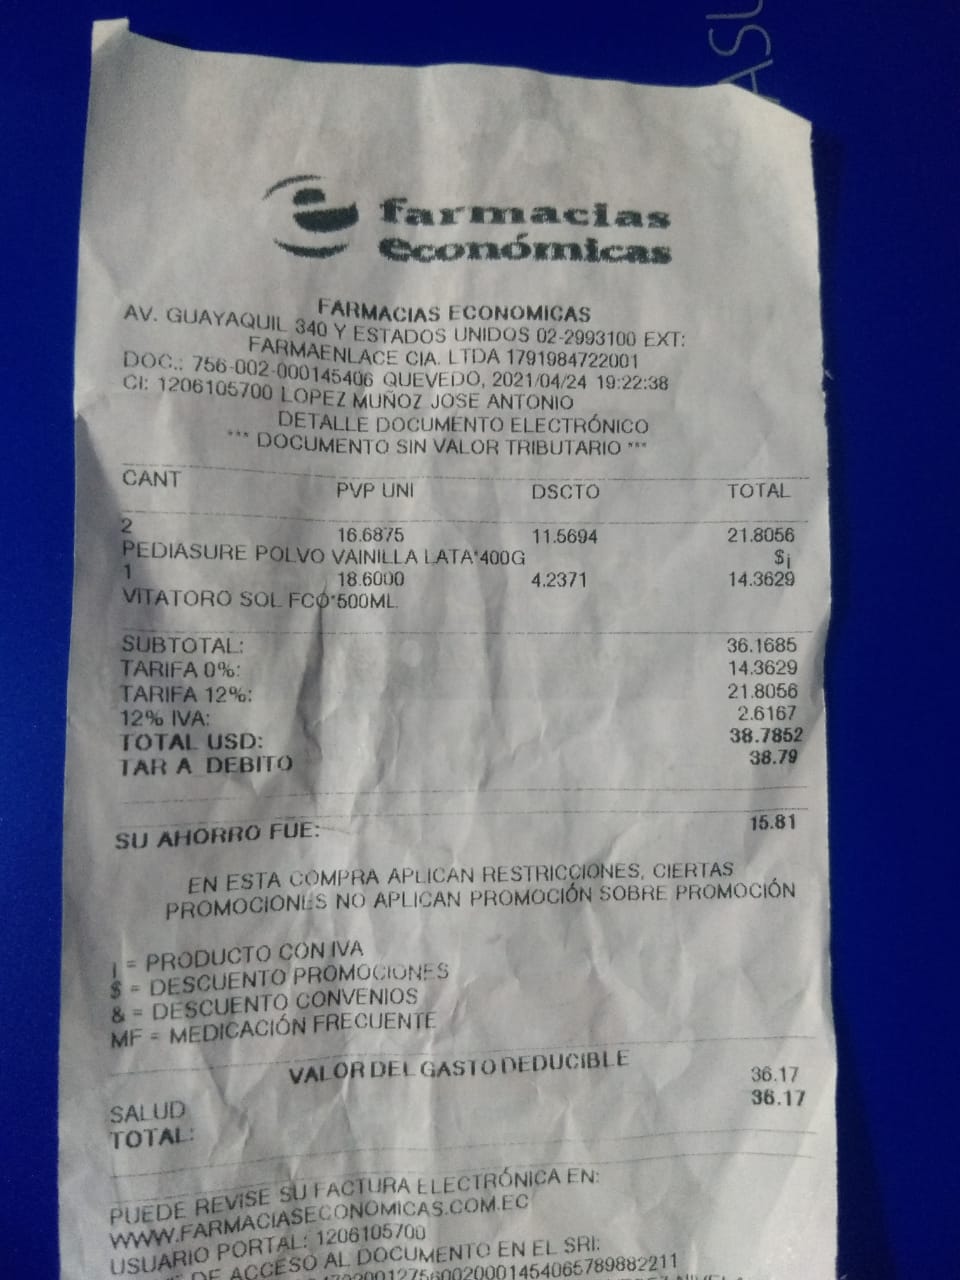 farmacias
económicas
FARMACIAS ECONOMICAS
AV. GUAYAQUIL 340 Y ESTADOS UNIDOS 02-2993100 EXT:
FARMAENLACE CIA. LTDA 1791984722001
DOC.: 756-002-000145406 QUEVEDO, 2021/04/24 19:22:38
CI: 1206105700 LOPEZ MUÑOZ JOSE ANTONIO
DETALLE DOCUMENTO ELECTRÓNICO
*** DOCUMENTO SIN VALOR TRIBUTARIO ***
CANT PVP UNI DSCTO TOTAL
2 16.6875 11.5694 21.8056
PEDIASURE POLVO VAINILLA LATA*400G $¡
1 18.6000 4.2371 14.3629
VITATORO SOL FCO*500ML.
SUBTOTAL: 36.1685
TARIFA 0%: 14.3629
TARIFA 12%: 21.8056
12% IVA: 2.6167
TOTAL USD: 38.7852
TAR A DEBITO 38.79
SU AHORRO FUE: 15.81
EN ESTA COMPRA APLICAN RESTRICCIONES, CIERTAS
PROMOCIONES NO APLICAN PROMOCIÓN SOBRE PROMOCIÓN
¡ = PRODUCTO CON IVA
$ = DESCUENTO PROMOCIONES
& = DESCUENTO CONVENIOS
MF = MEDICACIÓN FRECUENTE
VALOR DEL GASTO DEDUCIBLE
SALUD 36.17
TOTAL: 36.17
PUEDE REVISE SU FACTURA ELECTRÓNICA EN:
WWW.FARMACIASECONOMICAS.COM.EC
USUARIO PORTAL: 1206105700
DE ACCESO AL DOCUMENTO EN EL SRI: